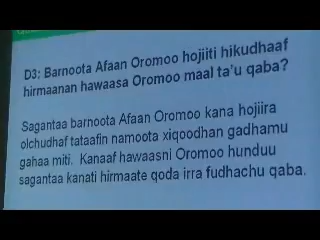 D3: Barnoota Afaan Oromoo hojiiti hikudhaaf
hirmaanan hawaasa Oromoo maal ta'u qaba?
Sagantaa barnoota Afaan Oromoo kana hojiira
olchudhaf tataafin namoota xiqoodhan gadhamu
gahaa miti. Kanaaf hawaasni Oromoo hunduu
sagantaa kanati hirmaate qoda irra fudhachu qaba.